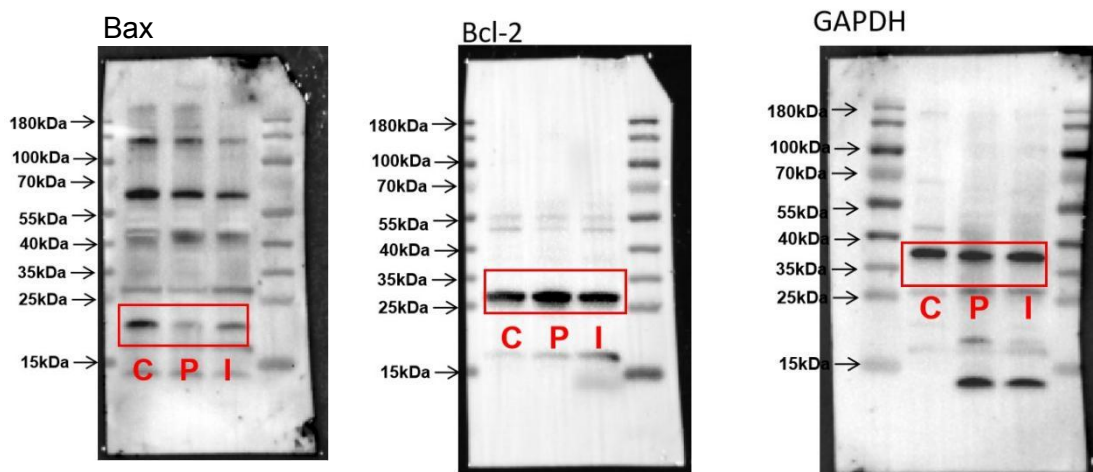 Bax
180kDa
100kDa
70kDa
55kDa
40kDa
35kDa
25kDa
15kDa
C P I
Bcl-2
180kDa
100kDa
70kDa
55kDa
40kDa
35kDa
25kDa
C P I
15kDa
GAPDH
180kDa
100kDa
70kDa
55kDa
40kDa
35kDa
25kDa
C P I
15kDa